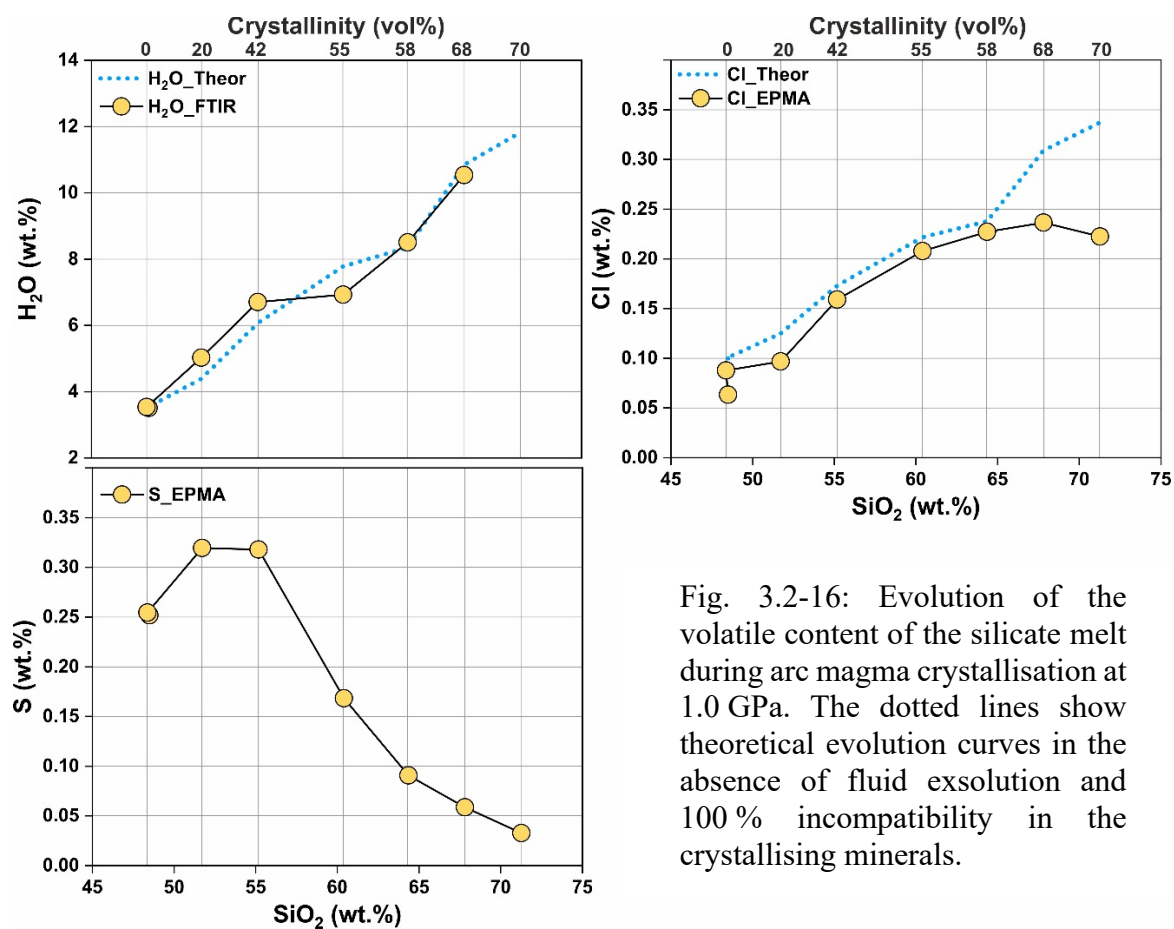 Crystallinity (vol%)
0 20 42 55 58 68 70
14
12
10
8
6
4
2
H₂O (wt.%)
H₂O_Theor
H₂O_FTIR
Crystallinity (vol%)
0 20 42 55 58 68 70
0.35
0.30
0.25
0.20
0.15
0.10
0.05
0.00
Cl (wt.%)
Cl_Theor
Cl_EPMA
45 50 55 60 65 70 75
SiO₂ (wt.%)
S_EPMA
0.35
0.30
0.25
0.20
0.15
0.10
0.05
0.00
S (wt.%)
45 50 55 60 65 70 75
SiO₂ (wt.%)
Fig. 3.2-16: Evolution of the
volatile content of the silicate melt
during arc magma crystallisation at
1.0 GPa. The dotted lines show
theoretical evolution curves in the
absence of fluid exsolution and
100 % incompatibility in the
crystallising minerals.